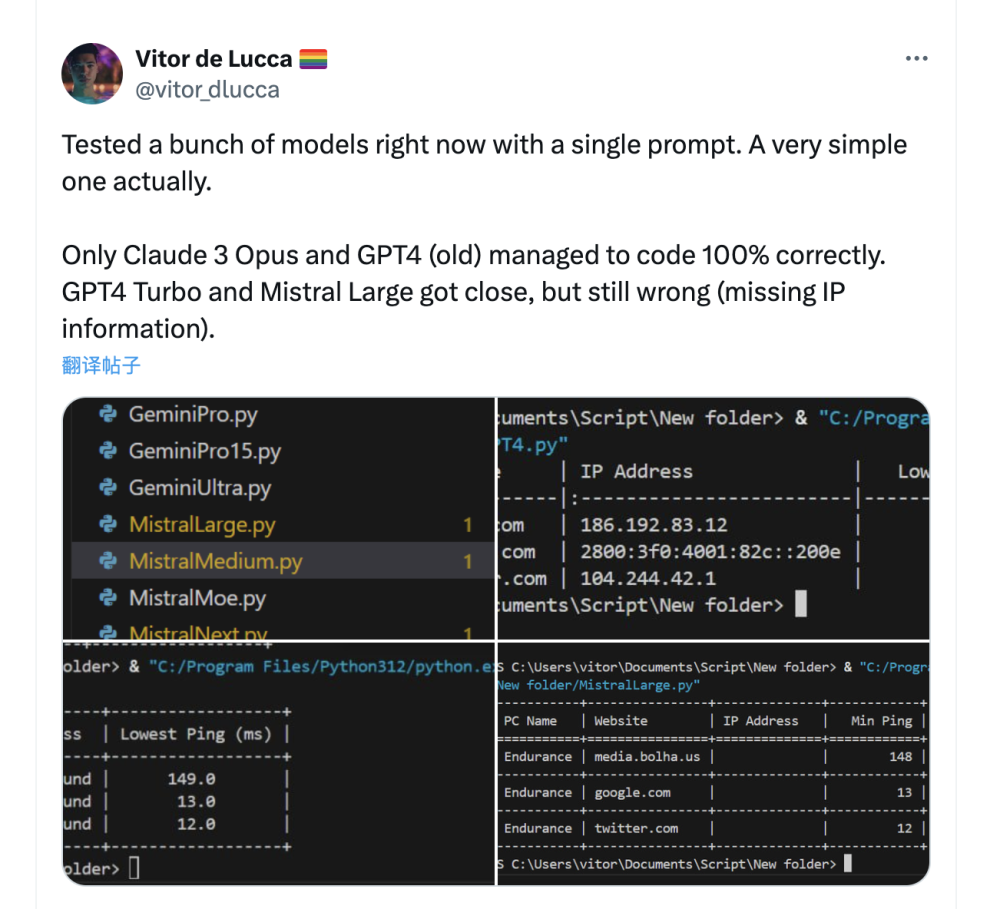 Vitor de Lucca 🏳️‍🌈
@vitor_dlucca
Tested a bunch of models right now with a single prompt. A very simple
one actually.
Only Claude 3 Opus and GPT4 (old) managed to code 100% correctly.
GPT4 Turbo and Mistral Large got close, but still wrong (missing IP
information).
翻译帖子
GeminiPro.py
GeminiPro15.py
GeminiUltra.py
MistralLarge.py 1
MistralMedium.py 1
MistralMoe.py
MistralNext.py 1
cuments\Script\New folder> & "C:/Progra
PT4.py"
| IP Address | Low
------|:------------------------|------
com | 186.192.83.12 |
.com | 2800:3f0:4001:82c::200e |
r.com | 104.244.42.1 |
cuments\Script\New folder>
older> & "C:/Program Files/Python312/python.ex
----+------------------+
ss | Lowest Ping (ms) |
----+------------------+
und | 149.0 |
und | 13.0 |
und | 12.0 |
----+------------------+
older>
S C:\Users\vitor\Documents\Script\New folder> & "C:/Progra
New folder/MistralLarge.py"
-----------+----------------+--------------+------------+
PC Name | Website | IP Address | Min Ping |
===========+================+==============+============+
Endurance | media.bolha.us | | 148 |
-----------+----------------+--------------+------------+
Endurance | google.com | | 13 |
-----------+----------------+--------------+------------+
Endurance | twitter.com | | 12 |
-----------+----------------+--------------+------------+
S C:\Users\vitor\Documents\Script\New folder>